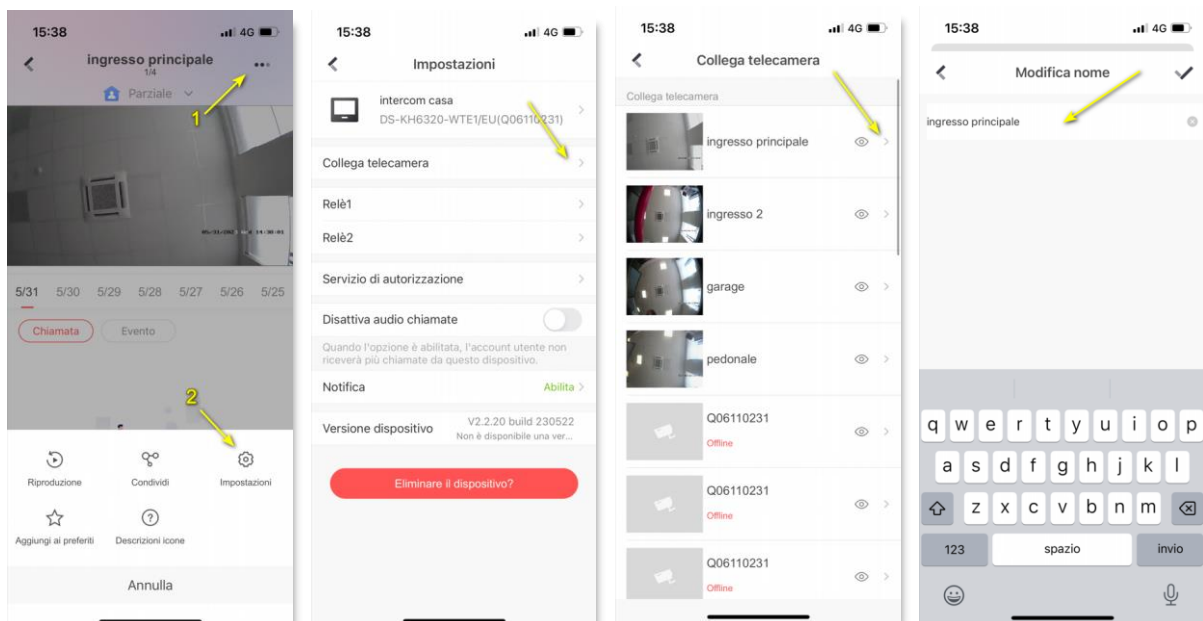 15:38
4G
ingresso principale
1/4
1
Parziale
5/31 5/30 5/29 5/28 5/27 5/26 5/25
Chiamata Evento
2
Riproduzione Condividi Impostazioni
Aggiungi ai preferiti Descrizioni icone
Annulla
15:38
4G
Impostazioni
intercom casa
DS-KH6320-WTE1/EU(Q06110231)
Collega telecamera
Relè1
Relè2
Servizio di autorizzazione
Disattiva audio chiamate
Quando l'opzione è abilitata, l'account utente non
riceverà più chiamate da questo dispositivo.
Notifica Abilita
Versione dispositivo V2.2.20 build 230522
Non è disponibile una ver...
Eliminare il dispositivo?
15:38
4G
Collega telecamera
Collega telecamera
ingresso principale
ingresso 2
garage
pedonale
Q06110231
Offline
Q06110231
Offline
Q06110231
Offline
15:38
4G
Modifica nome
ingresso principale
q w e r t y u i o p
a s d f g h j k l
z x c v b n m
123 spazio invio